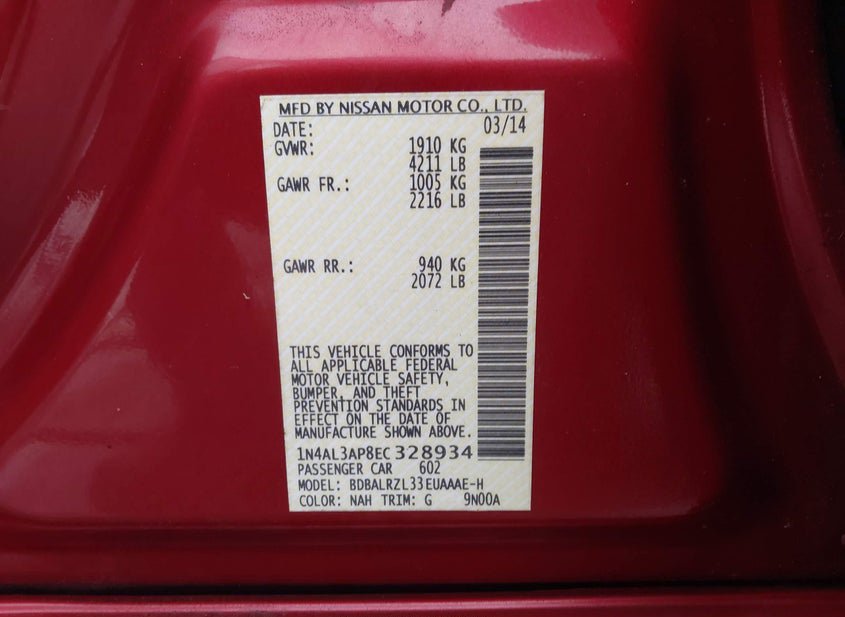 MFD BY NISSAN MOTOR CO., LTD.
DATE: 03/14
GVWR: 1910 KG
4211 LB
GAWR FR.: 1005 KG
2216 LB
GAWR RR.: 940 KG
2072 LB
THIS VEHICLE CONFORMS TO
ALL APPLICABLE FEDERAL
MOTOR VEHICLE SAFETY,
BUMPER, AND THEFT
PREVENTION STANDARDS IN
EFFECT ON THE DATE OF
MANUFACTURE SHOWN ABOVE.
1N4AL3AP8EC328934
PASSENGER CAR 602
MODEL: BDBALRZL33EUAAAE-H
COLOR: NAH TRIM: G 9N00A